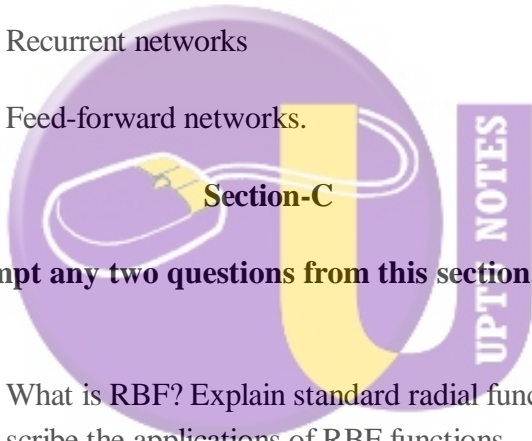 Recurrent networks
Feed-forward networks.
Section-C
mpt any two questions from this section
What is RBF? Explain standard radial func
scribe the applications of RBF functions
UPTU NOTES